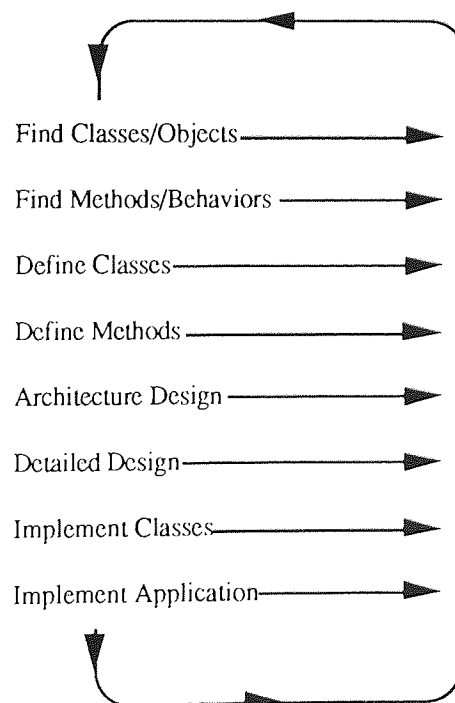 Find Classes/Objects
Find Methods/Behaviors
Define Classes
Define Methods
Architecture Design
Detailed Design
Implement Classes
Implement Application